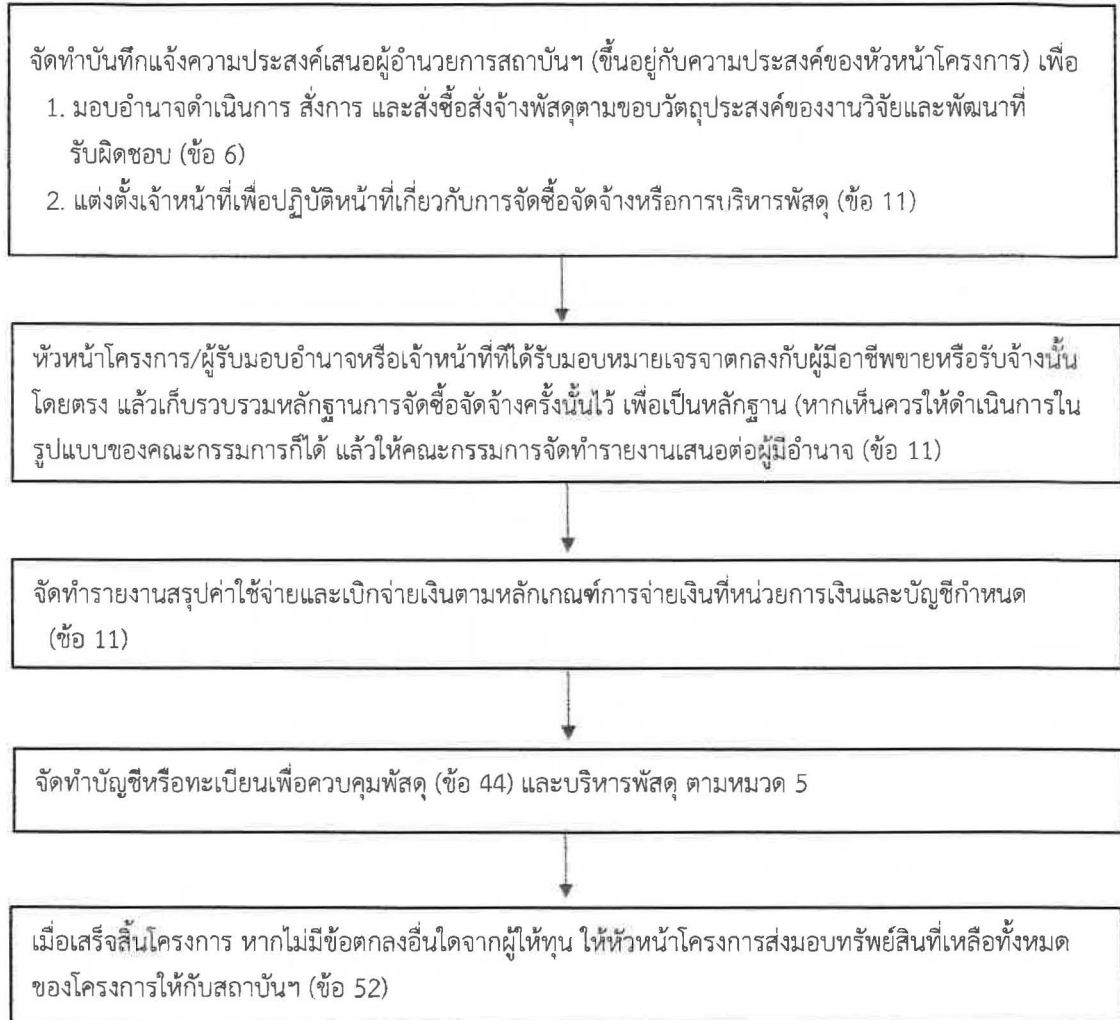 จัดทำบันทึกแจ้งความประสงค์เสนอผู้อำนวยการสถาบันฯ (ขึ้นอยู่กับความประสงค์ของหัวหน้าโครงการ) เพื่อ
1. มอบอำนาจดำเนินการ สั่งการ และสั่งซื้อสั่งจ้างพัสดุตามขอบวัตถุประสงค์ของงานวิจัยและพัฒนาที่
รับผิดชอบ (ข้อ 6)
2. แต่งตั้งเจ้าหน้าที่เพื่อปฏิบัติหน้าที่เกี่ยวกับการจัดซื้อจัดจ้างหรือการบริหารพัสดุ (ข้อ 11)
หัวหน้าโครงการ/ผู้รับมอบอำนาจหรือเจ้าหน้าที่ที่ได้รับมอบหมายเจรจาตกลงกับผู้มีอาชีพขายหรือรับจ้างนั้น
โดยตรง แล้วเก็บรวบรวมหลักฐานการจัดซื้อจัดจ้างครั้งนั้นไว้ เพื่อเป็นหลักฐาน (หากเห็นควรให้ดำเนินการใน
รูปแบบของคณะกรรมการก็ได้ แล้วให้คณะกรรมการจัดทำรายงานเสนอต่อผู้มีอำนาจ (ข้อ 11)
จัดทำรายงานสรุปค่าใช้จ่ายและเบิกจ่ายเงินตามหลักเกณฑ์การจ่ายเงินที่หน่วยการเงินและบัญชีกำหนด
(ข้อ 11)
จัดทำบัญชีหรือทะเบียนเพื่อควบคุมพัสดุ (ข้อ 44) และบริหารพัสดุ ตามหมวด 5
เมื่อเสร็จสิ้นโครงการ หากไม่มีข้อตกลงอื่นใดจากผู้ให้ทุน ให้หัวหน้าโครงการส่งมอบทรัพย์สินที่เหลือทั้งหมด
ของโครงการให้กับสถาบันฯ (ข้อ 52)